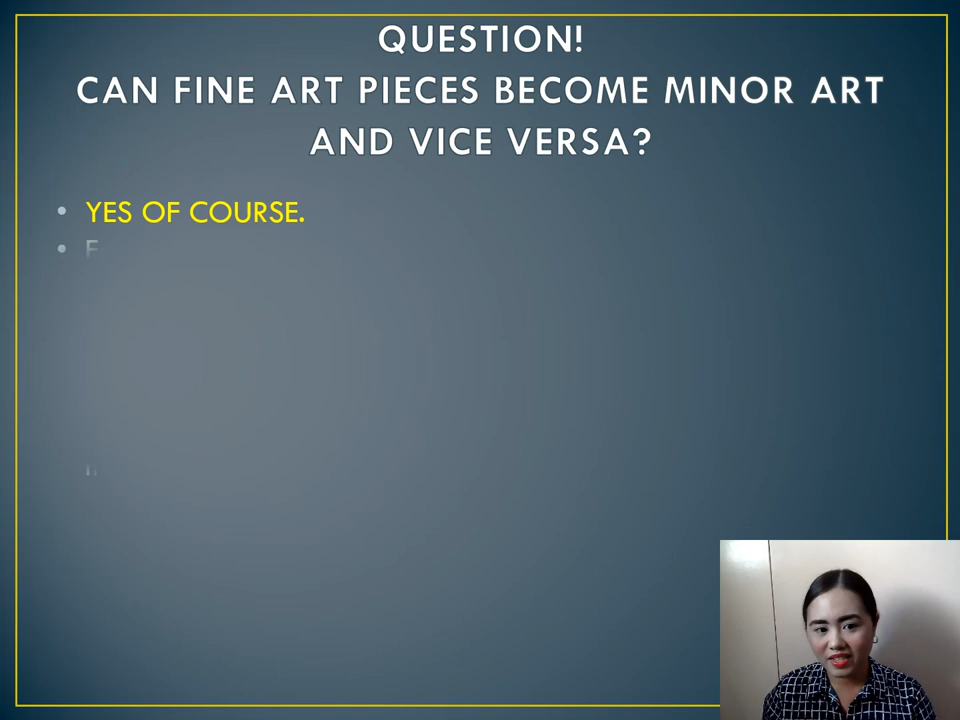 QUESTION!
CAN FINE ART PIECES BECOME MINOR ART
AND VICE VERSA?
• YES OF COURSE.
• F